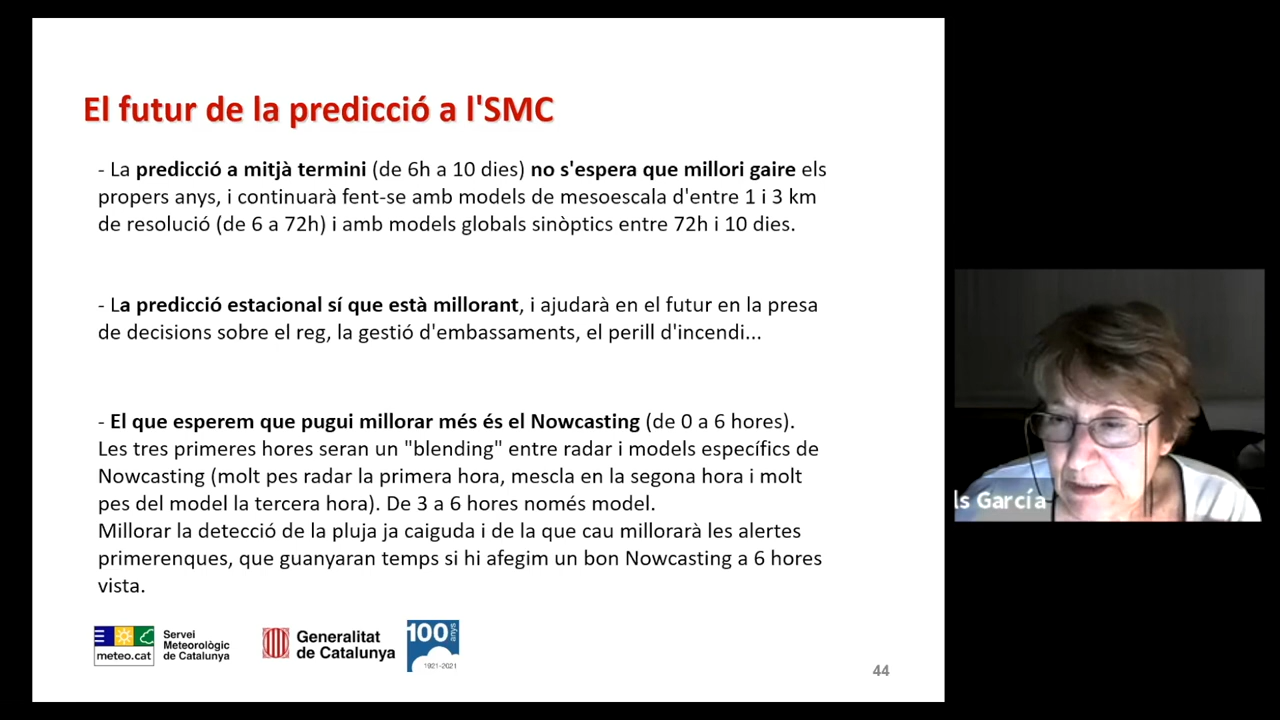 El futur de la predicció a l'SMC
- La predicció a mitjà termini (de 6h a 10 dies) no s'espera que millori gaire els
propers anys, i continuarà fent-se amb models de mesoescala d'entre 1 i 3 km
de resolució (de 6 a 72h) i amb models globals sinòptics entre 72h i 10 dies.
- La predicció estacional sí que està millorant, i ajudarà en el futur en la presa
de decisions sobre el reg, la gestió d'embassaments, el perill d'incendi...
- El que esperem que pugui millorar més és el Nowcasting (de 0 a 6 hores).
Les tres primeres hores seran un "blending" entre radar i models específics de
Nowcasting (molt pes radar la primera hora, mescla en la segona hora i molt
pes del model la tercera hora). De 3 a 6 hores només model.
Millorar la detecció de la pluja ja caiguda i de la que cau millorarà les alertes
primerenques, que guanyaran temps si hi afegim un bon Nowcasting a 6 hores
vista.
meteo.cat
Servei
Meteorològic
de Catalunya
Generalitat
de Catalunya
100 anys
1921-2021
44
ls García